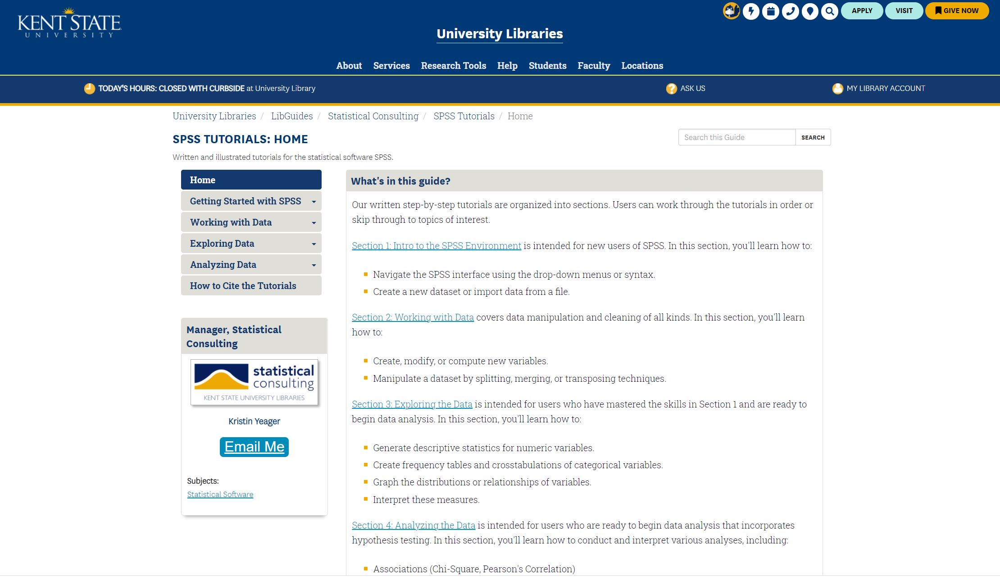 KENT STATE
UNIVERSITY
APPLY
VISIT
GIVE NOW
University Libraries
About Services Research Tools Help Students Faculty Locations
TODAY'S HOURS: CLOSED WITH CURBSIDE at University Library
ASK US
MY LIBRARY ACCOUNT
University Libraries / LibGuides / Statistical Consulting / SPSS Tutorials / Home
SPSS TUTORIALS: HOME
Search this Guide
SEARCH
Written and illustrated tutorials for the statistical software SPSS.
Home
Getting Started with SPSS
Working with Data
Exploring Data
Analyzing Data
How to Cite the Tutorials
Manager, Statistical
Consulting
statistical
consulting
KENT STATE UNIVERSITY LIBRARIES
Kristin Yeager
Email Me
Subjects:
Statistical Software
What's in this guide?
Our written step-by-step tutorials are organized into sections. Users can work through the tutorials in order or
skip through to topics of interest.
Section 1: Intro to the SPSS Environment is intended for new users of SPSS. In this section, you'll learn how to:
Navigate the SPSS interface using the drop-down menus or syntax.
Create a new dataset or import data from a file.
Section 2: Working with Data covers data manipulation and cleaning of all kinds. In this section, you'll learn
how to:
Create, modify, or compute new variables.
Manipulate a dataset by splitting, merging, or transposing techniques.
Section 3: Exploring the Data is intended for users who have mastered the skills in Section 1 and are ready to
begin data analysis. In this section, you'll learn how to:
Generate descriptive statistics for numeric variables.
Create frequency tables and crosstabulations of categorical variables.
Graph the distributions or relationships of variables.
Interpret these measures.
Section 4: Analyzing the Data is intended for users who are ready to begin data analysis that incorporates
hypothesis testing. In this section, you'll learn how to conduct and interpret various analyses, including:
Associations (Chi-Square, Pearson's Correlation)